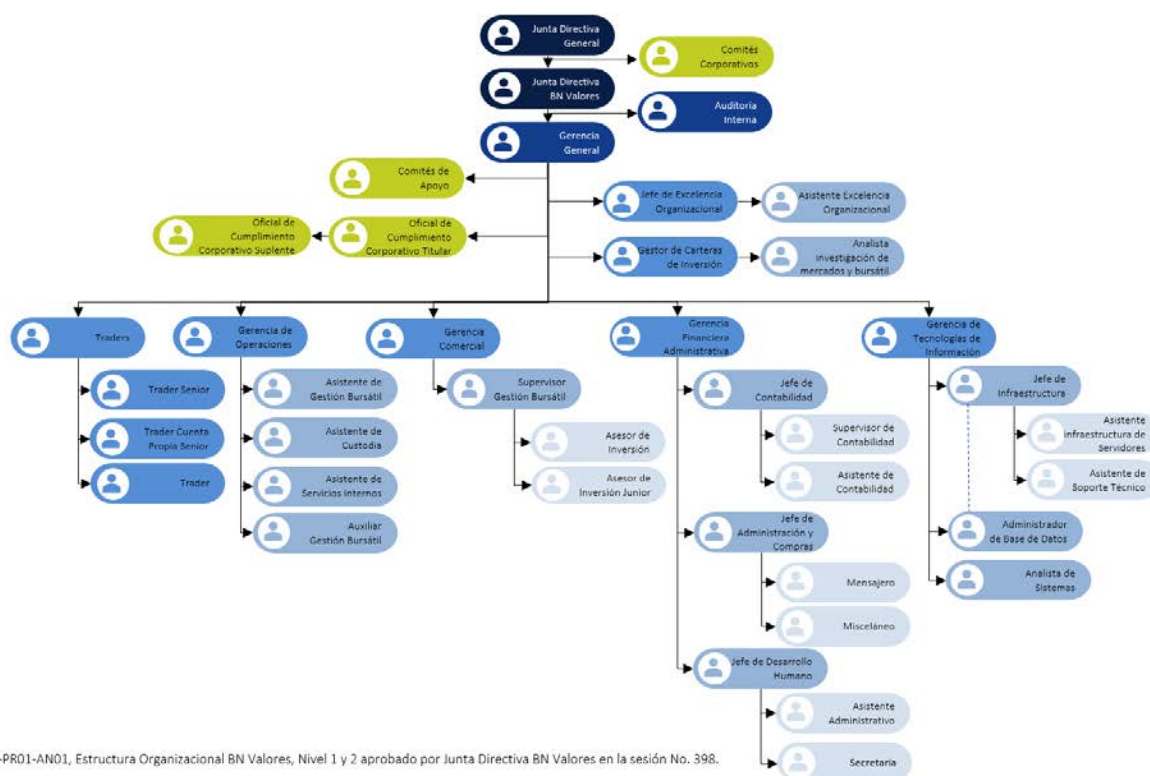 Junta Directiva
General
Comités
Corporativos
Junta Directiva
BN Valores
Auditoría
Interna
Gerencia
General
Comités de
Apoyo
Jefe de Excelencia
Organizacional
Asistente Excelencia
Organizacional
Oficial de
Cumplimiento
Corporativo Suplente
Oficial de
Cumplimiento
Corporativo Titular
Gestor de Carteras
de Inversión
Analista
investigación de
mercados y bursátil
Traders
Trader Senior
Trader Cuenta
Propia Senior
Trader
Gerencia de
Operaciones
Asistente de
Gestión Bursátil
Asistente de
Custodia
Asistente de
Servicios Internos
Auxiliar
Gestión Bursátil
Gerencia
Comercial
Supervisor
Gestión Bursátil
Asesor de
Inversión
Asesor de
Inversión Junior
Gerencia
Financiera
Administrativa
Jefe de
Contabilidad
Supervisor de
Contabilidad
Asistente de
Contabilidad
Jefe de
Administración y
Compras
Mensajero
Misceláneo
Jefe de Desarrollo
Humano
Asistente
Administrativo
Secretaria
Gerencia de
Tecnologías de
Información
Jefe de
Infraestructura
Asistente
Infraestructura de
Servidores
Asistente de
Soporte Técnico
Administrador
de Base de Datos
Analista de
Sistemas
-PR01-AN01, Estructura Organizacional BN Valores, Nivel 1 y 2 aprobado por Junta Directiva BN Valores en la sesión No. 398.